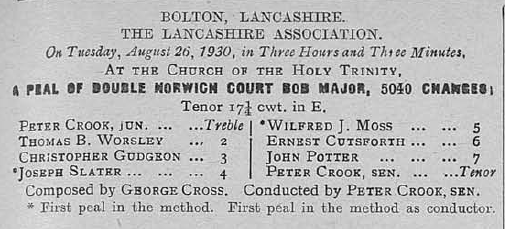 BOLTON, LANCASHIRE.
THE LANCASHIRE ASSOCIATION.
On Tuesday, August 26, 1930, in Three Hours and Three Minutes,
AT THE CHURCH OF THE HOLY TRINITY,
A PEAL OF DOUBLE NORWICH COURT BOB MAJOR, 5040 CHANGES;
Tenor 17¼ cwt. in E.
PETER CROOK, JUN. ... ... Treble
THOMAS B. WORSLEY ... 2
CHRISTOPHER GUDGEON ... 3
*JOSEPH SLATER ... ... ... 4
*WILFRED J. MOSS ... ... 5
ERNEST CUTSFORTH ... ... 6
JOHN POTTER ... ... ... 7
PETER CROOK, SEN. ... ... Tenor
Composed by GEORGE CROSS. Conducted by PETER CROOK, SEN.
* First peal in the method. First peal in the method as conductor.